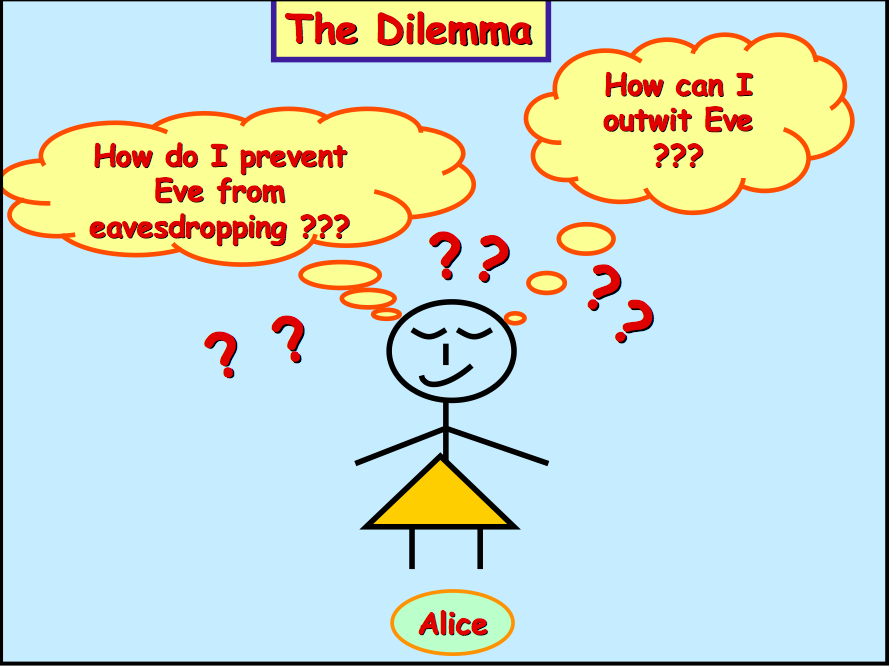 The Dilemma
How can I
outwit Eve
???
How do I prevent
Eve from
eavesdropping ???
? ?
? ?
? ?
Alice